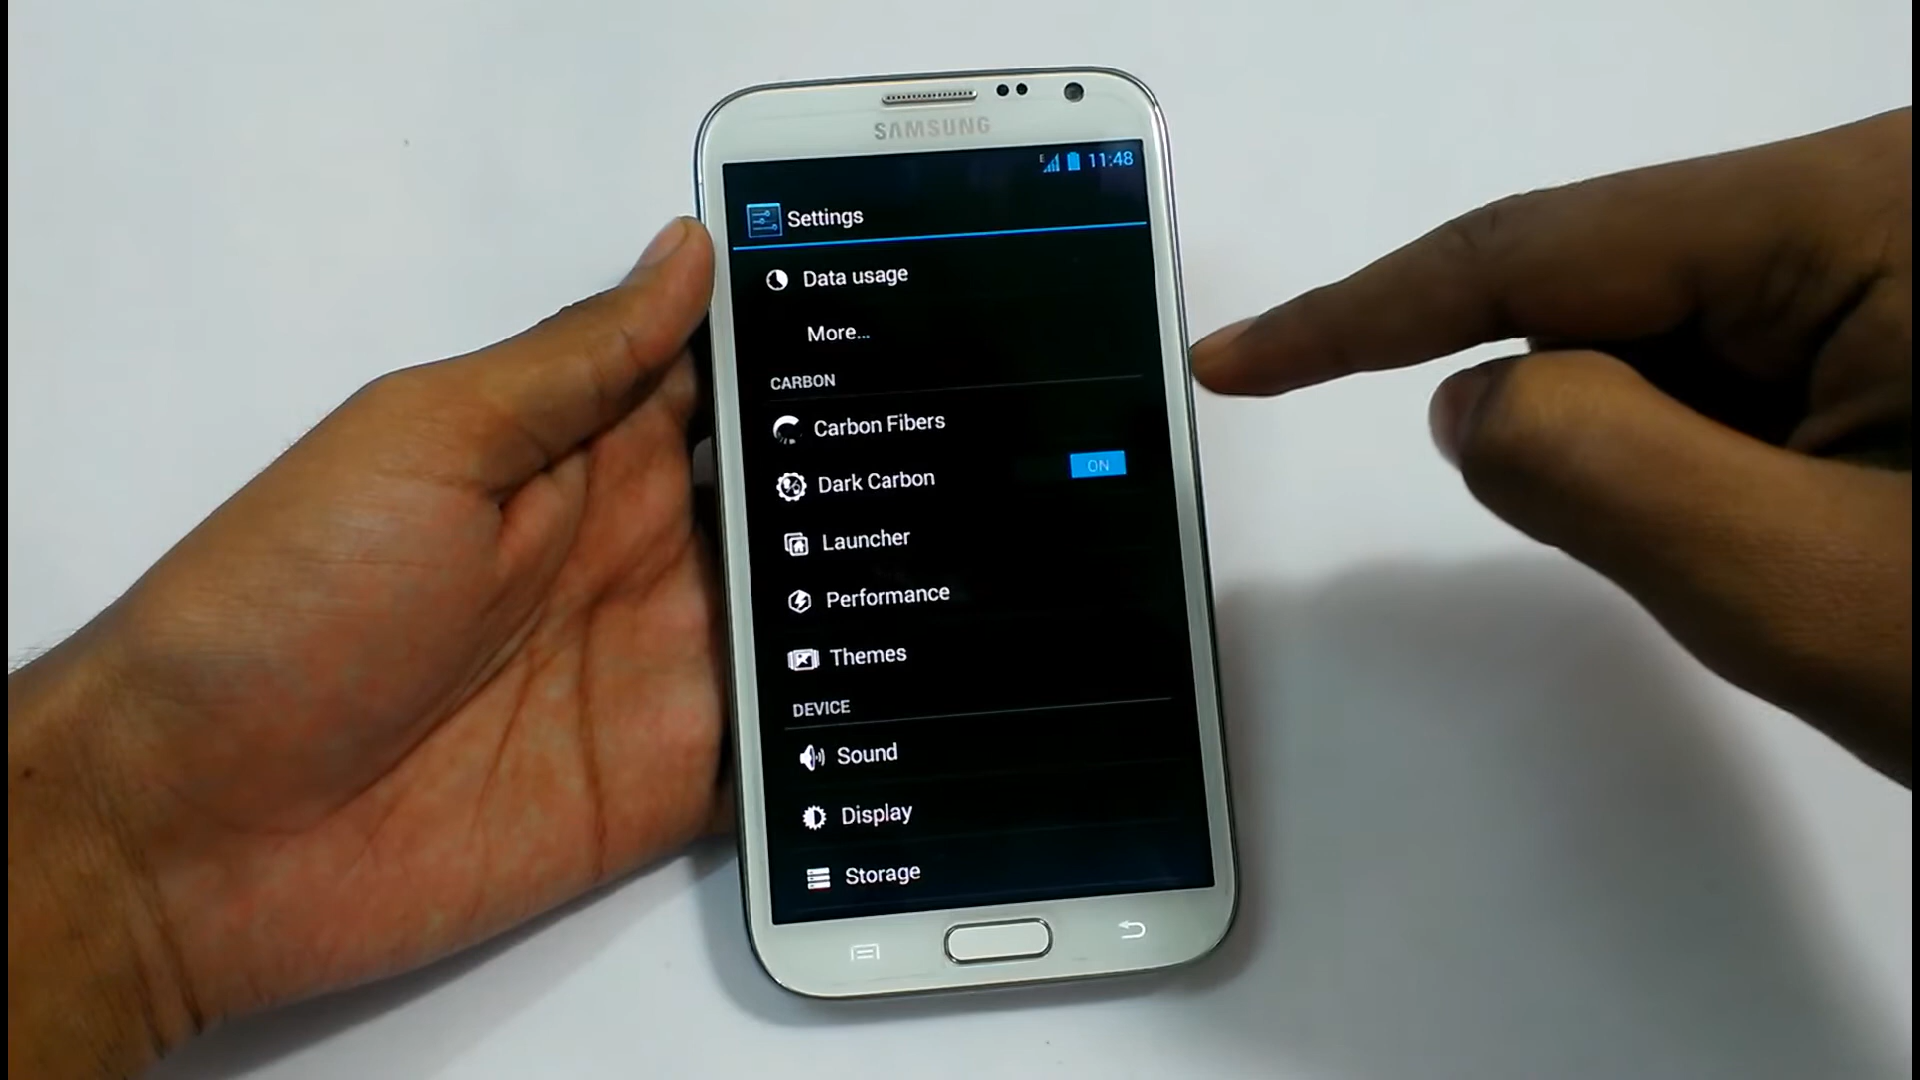 SAMSUNG
E 11:48
Settings
Data usage
More...
CARBON
Carbon Fibers
Dark Carbon ON
Launcher
Performance
Themes
DEVICE
Sound
Display
Storage